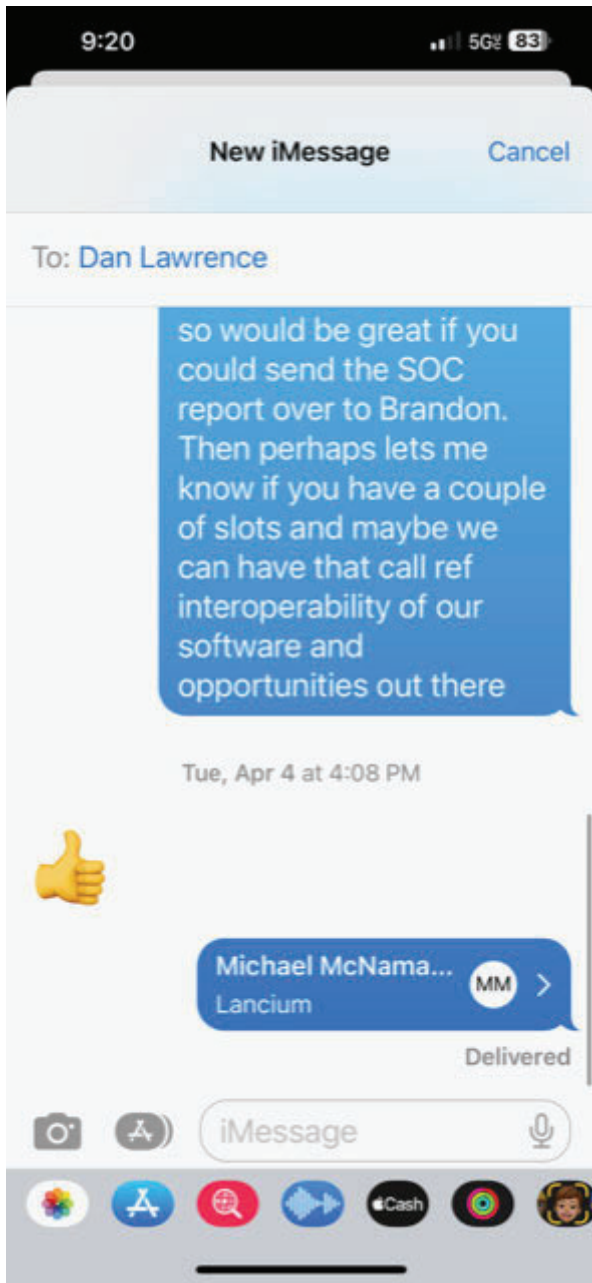 9:20
5G 83
New iMessage
Cancel
To: Dan Lawrence
so would be great if you
could send the SOC
report over to Brandon.
Then perhaps lets me
know if you have a couple
of slots and maybe we
can have that call ref
interoperability of our
software and
opportunities out there
Tue, Apr 4 at 4:08 PM
Michael McNama...
MM
Lancium
Delivered
iMessage
Cash